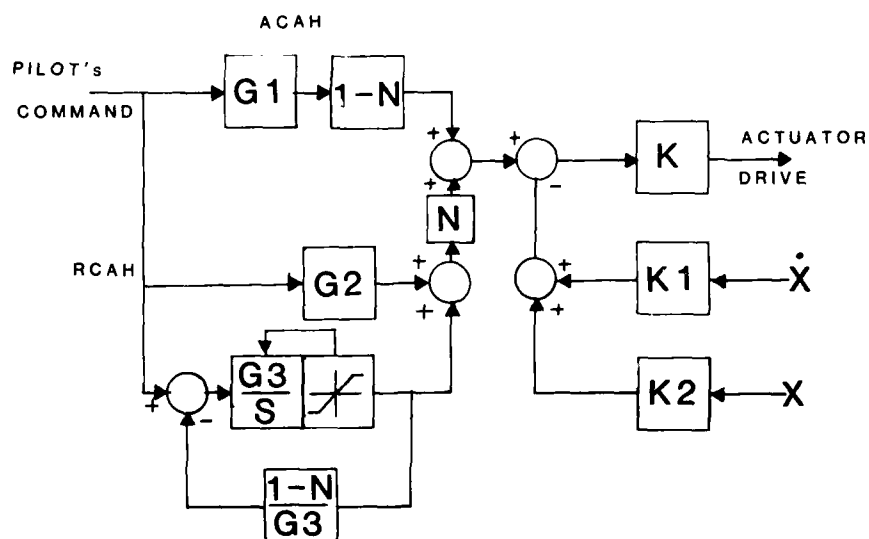 ACAH
PILOT's
COMMAND
G1
1-N
+
+
+
-
K
ACTUATOR
DRIVE
N
RCAH
G2
+
+
+
+
K1
Ẋ
G3
S
+
-
K2
X
1-N
G3